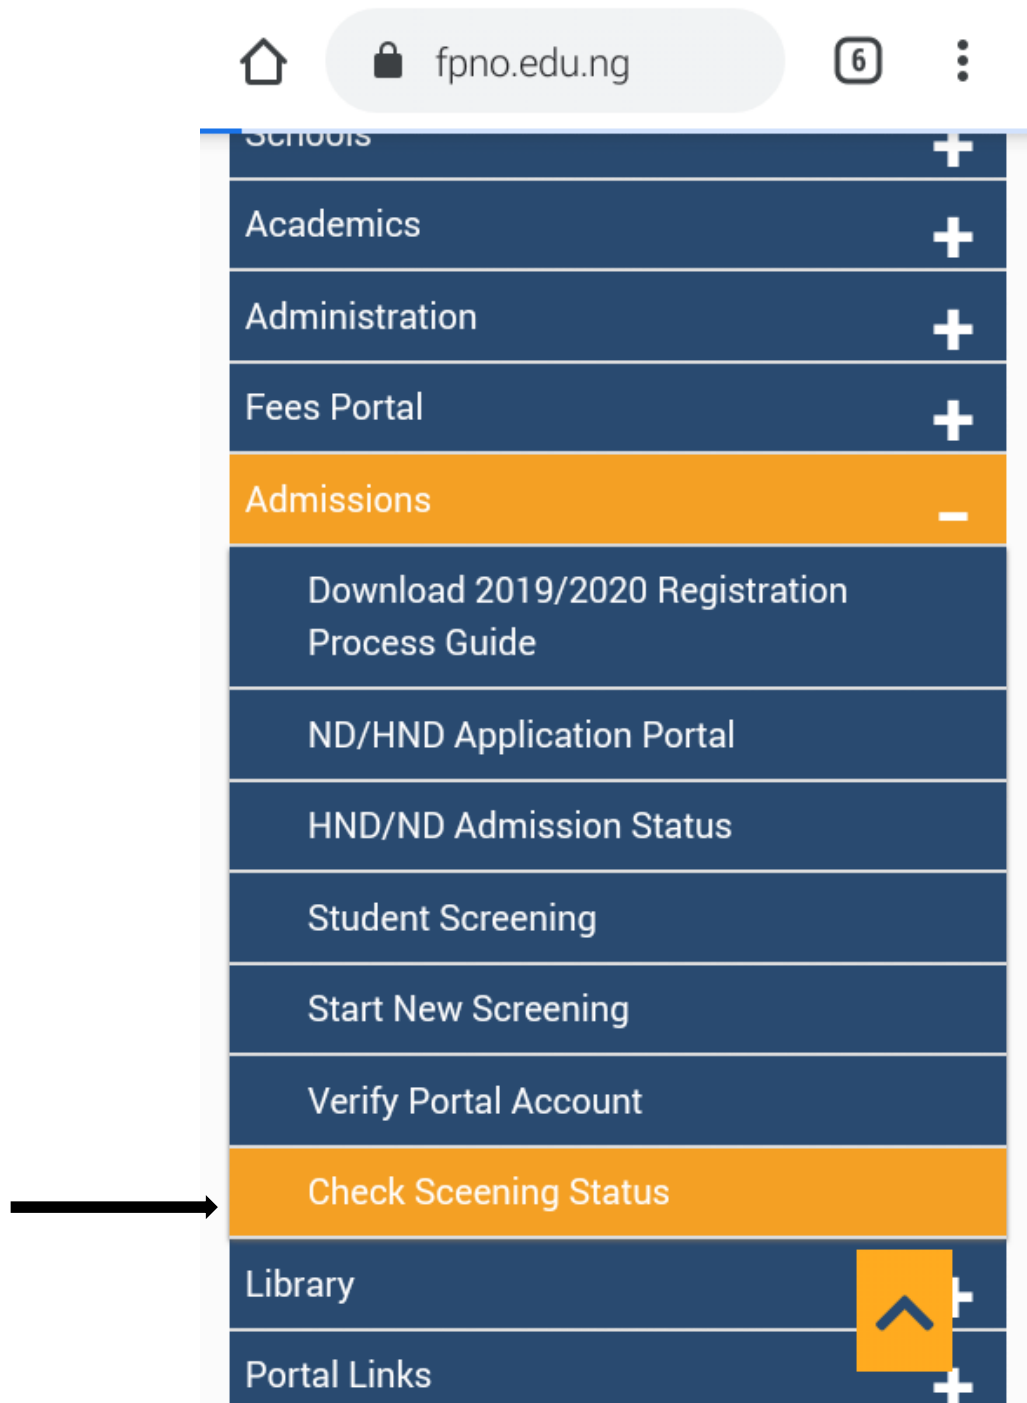 fpno.edu.ng
6
Schools
Academics
Administration
Fees Portal
Admissions
Download 2019/2020 Registration
Process Guide
ND/HND Application Portal
HND/ND Admission Status
Student Screening
Start New Screening
Verify Portal Account
Check Sceening Status
Library
Portal Links